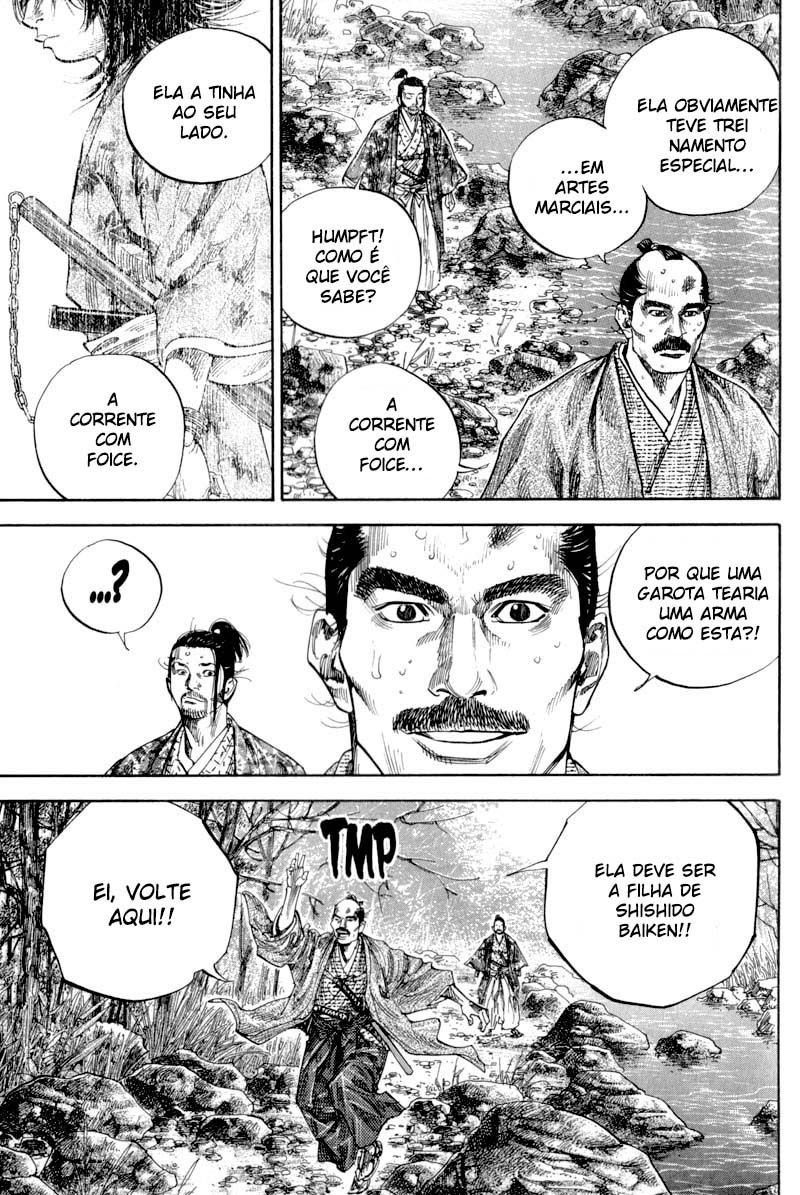 ELA OBVIAMENTE
TEVE TREI
NAMENTO
ESPECIAL...
...EM
ARTES
MARCIAIS...
HUMPFT!
COMO É
QUE VOCÊ
SABE?
A
CORRENTE
COM
FOICE...
ELA A TINHA
AO SEU
LADO.
A
CORRENTE
COM
FOICE.
POR QUE UMA
GAROTA TEARIA
UMA ARMA
COMO ESTA?!
...?
ELA DEVE SER
A FILHA DE
SHISHIDO
BAIKEN!!
TMP
EI, VOLTE
AQUI!!